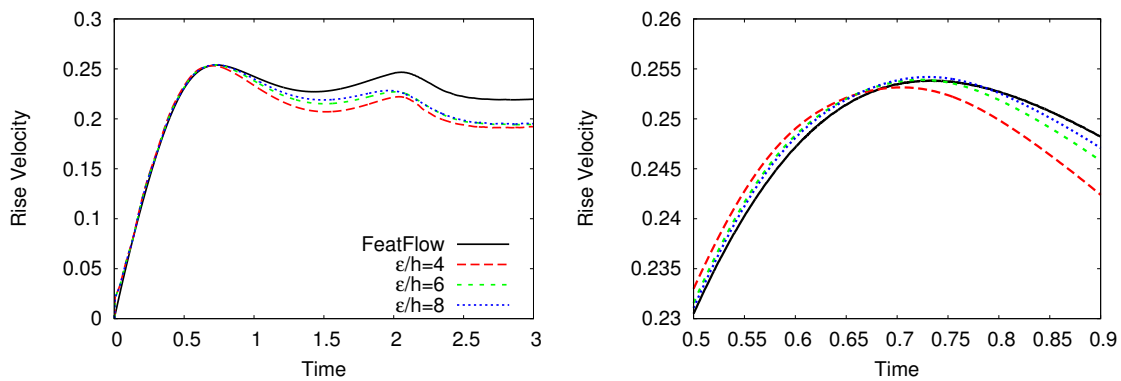 0.3
0.25
0.2
0.15
0.1
0.05
0
Rise Velocity
0 0.5 1 1.5 2 2.5 3
Time
FeatFlow
ε/h=4
ε/h=6
ε/h=8
0.26
0.255
0.25
0.245
0.24
0.235
0.23
Rise Velocity
0.5 0.55 0.6 0.65 0.7 0.75 0.8 0.85 0.9
Time